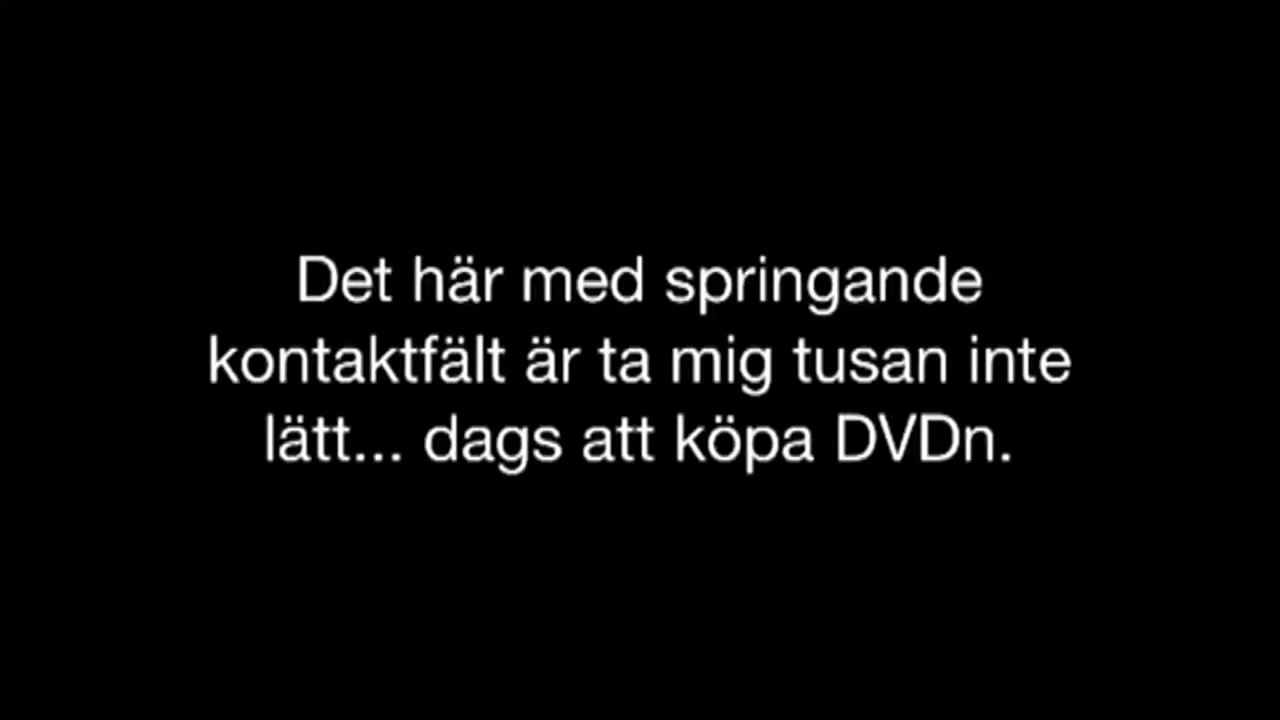 Det här med springande
kontaktfält är ta mig tusan inte
lätt... dags att köpa DVDn.